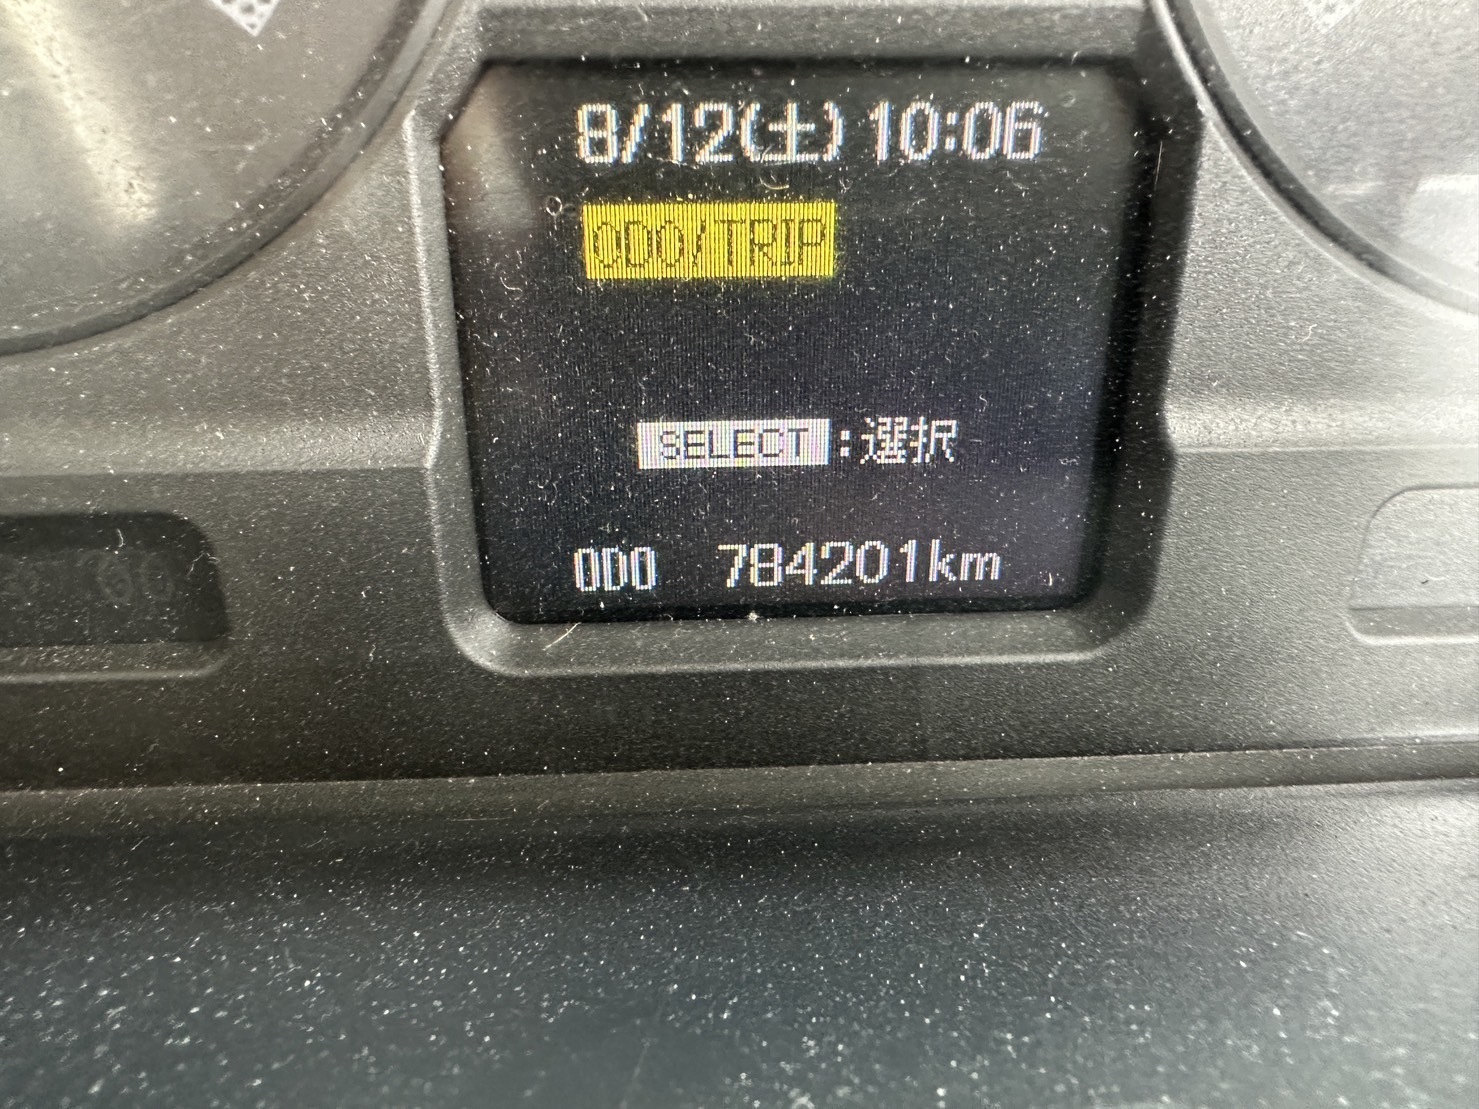 8/12(土) 10:06
ODO/TRIP
SELECT:選択
ODO 784201km